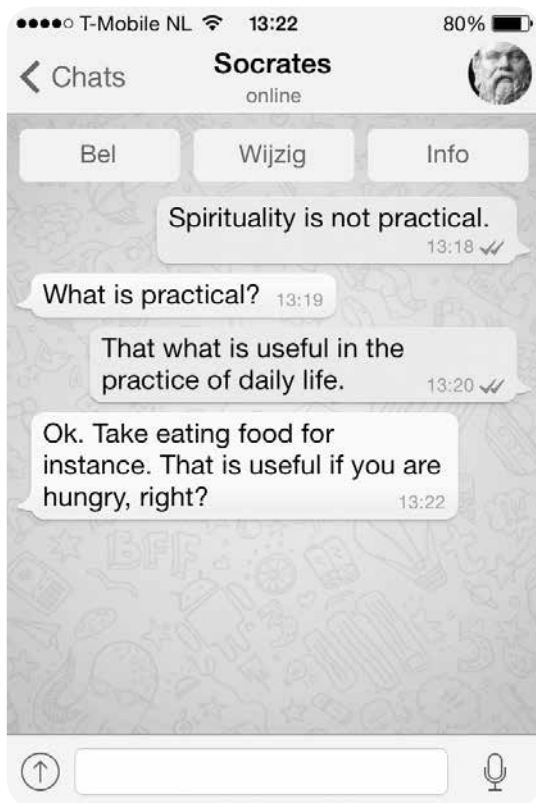 T-Mobile NL 13:22 80%
Chats Socrates
online
Bel Wijzig Info
Spirituality is not practical.
13:18
What is practical? 13:19
That what is useful in the
practice of daily life. 13:20
Ok. Take eating food for
instance. That is useful if you are
hungry, right? 13:22
BFF